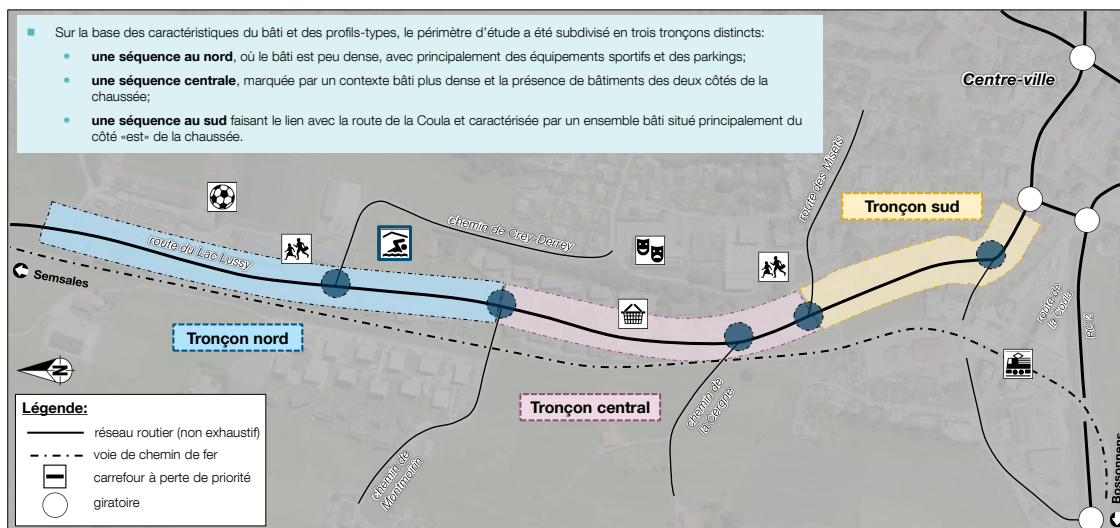 Sur la base des caractéristiques du bâti et des profils-types, le périmètre d'étude a été subdivisé en trois tronçons distincts:
une séquence au nord, où le bâti est peu dense, avec principalement des équipements sportifs et des parkings;
une séquence centrale, marquée par un contexte bâti plus dense et la présence de bâtiments des deux côtés de la
chaussée;
une séquence au sud faisant le lien avec la route de la Coula et caractérisée par un ensemble bâti situé principalement du
côté «est» de la chaussée.
Centre-ville
route des Misets
Tronçon sud
chemin de Crey-Derrey
route du Lac Lussy
Semsales
route de
la Coula
RC 2
Tronçon nord
Tronçon central
chemin de
la Cergne
chemin de
Montmoirin
Bossonnens
N
Légende:
réseau routier (non exhaustif)
voie de chemin de fer
carrefour à perte de priorité
giratoire